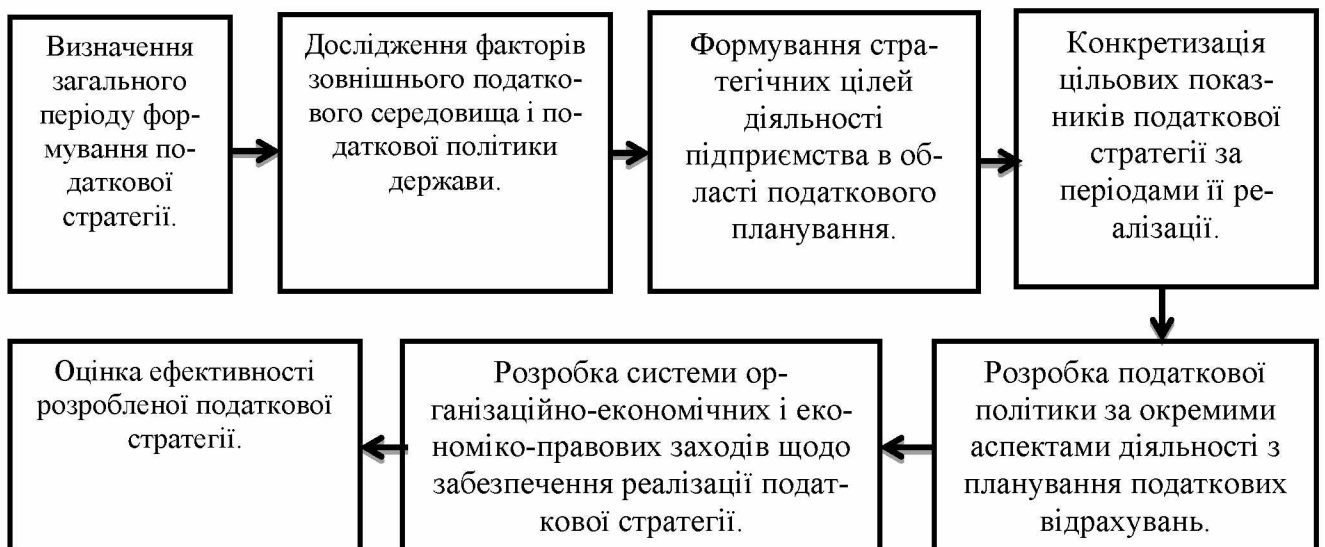 Визначення
загального
періоду фор-
мування по-
даткової
стратегії.
Дослідження факторів
зовнішнього податко-
вого середовища і по-
даткової політики
держави.
Формування стра-
тегічних цілей
діяльності
підприємства в об-
ласті податкового
планування.
Конкретизація
цільових показ-
ників податкової
стратегії за
періодами її ре-
алізації.
Розробка податкової
політики за окремими
аспектами діяльності з
планування податкових
відрахувань.
Розробка системи ор-
ганізаційно-економічних і еко-
номіко-правових заходів щодо
забезпечення реалізації подат-
кової стратегії.
Оцінка ефективності
розробленої податкової
стратегії.